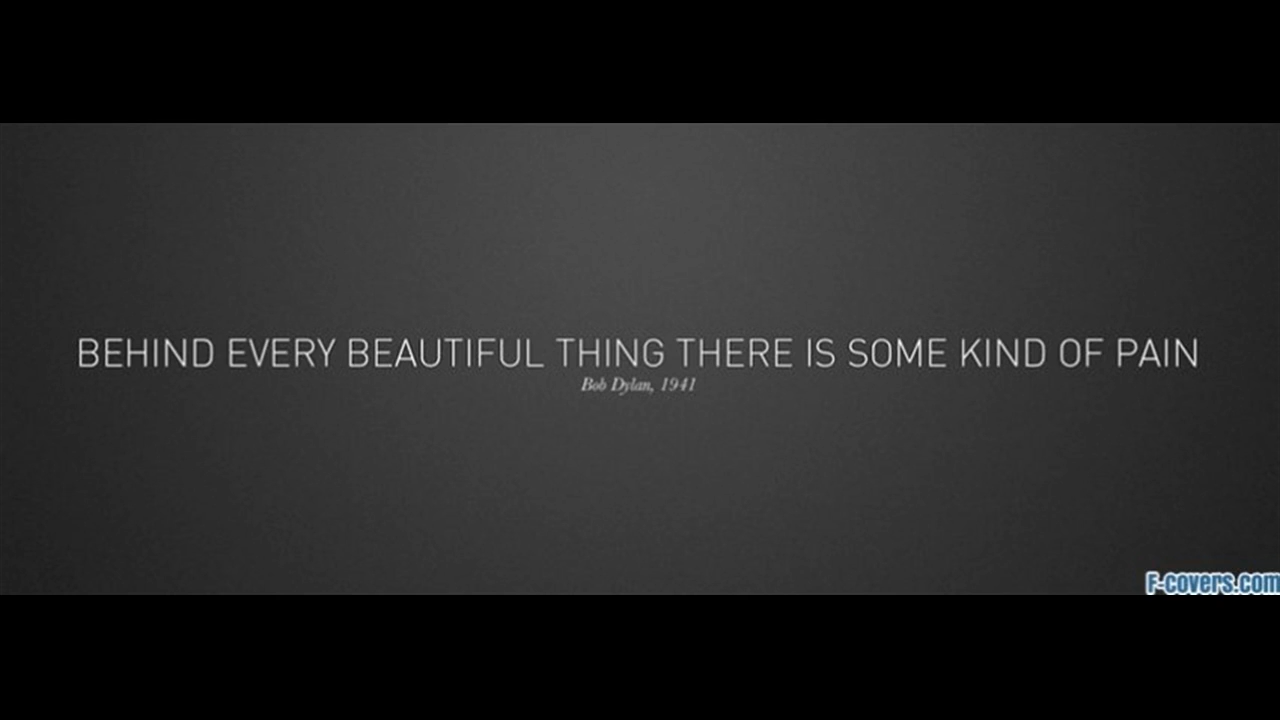 BEHIND EVERY BEAUTIFUL THING THERE IS SOME KIND OF PAIN
Bob Dylan, 1941
F-covers.com